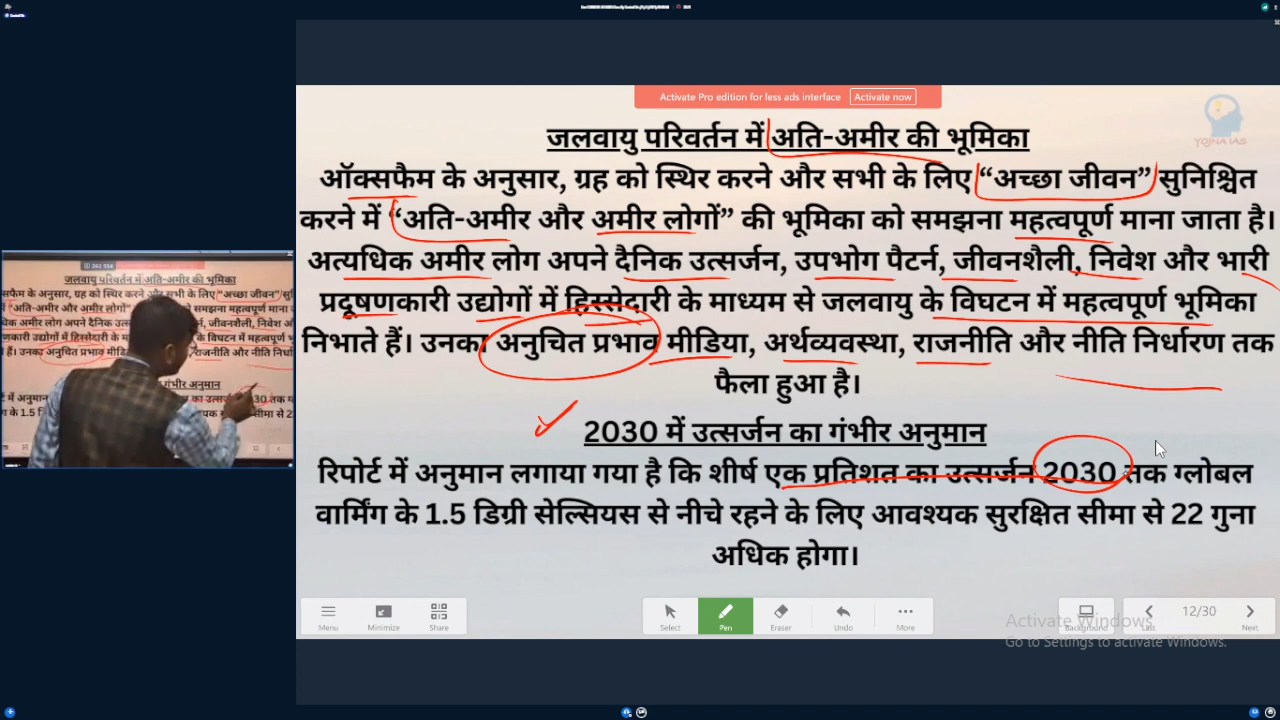 Activate Pro edition for less ads interface Activate now
YOJNA IAS
जलवायु परिवर्तन में अति-अमीर की भूमिका
ऑक्सफैम के अनुसार, ग्रह को स्थिर करने और सभी के लिए “अच्छा जीवन” सुनिश्चित
करने में “अति-अमीर और अमीर लोगों” की भूमिका को समझना महत्वपूर्ण माना जाता है।
अत्यधिक अमीर लोग अपने दैनिक उत्सर्जन, उपभोग पैटर्न, जीवनशैली, निवेश और भारी
प्रदूषणकारी उद्योगों में हिस्सेदारी के माध्यम से जलवायु के विघटन में महत्वपूर्ण भूमिका
निभाते हैं। उनका अनुचित प्रभाव मीडिया, अर्थव्यवस्था, राजनीति और नीति निर्धारण तक
फैला हुआ है।
2030 में उत्सर्जन का गंभीर अनुमान
रिपोर्ट में अनुमान लगाया गया है कि शीर्ष एक प्रतिशत का उत्सर्जन 2030 तक ग्लोबल
वार्मिंग के 1.5 डिग्री सेल्सियस से नीचे रहने के लिए आवश्यक सुरक्षित सीमा से 22 गुना
अधिक होगा।
Menu Minimize Share Select Pen Eraser Undo More Background Last 12/30 Next
Activate Windows
Go to Settings to activate Windows.